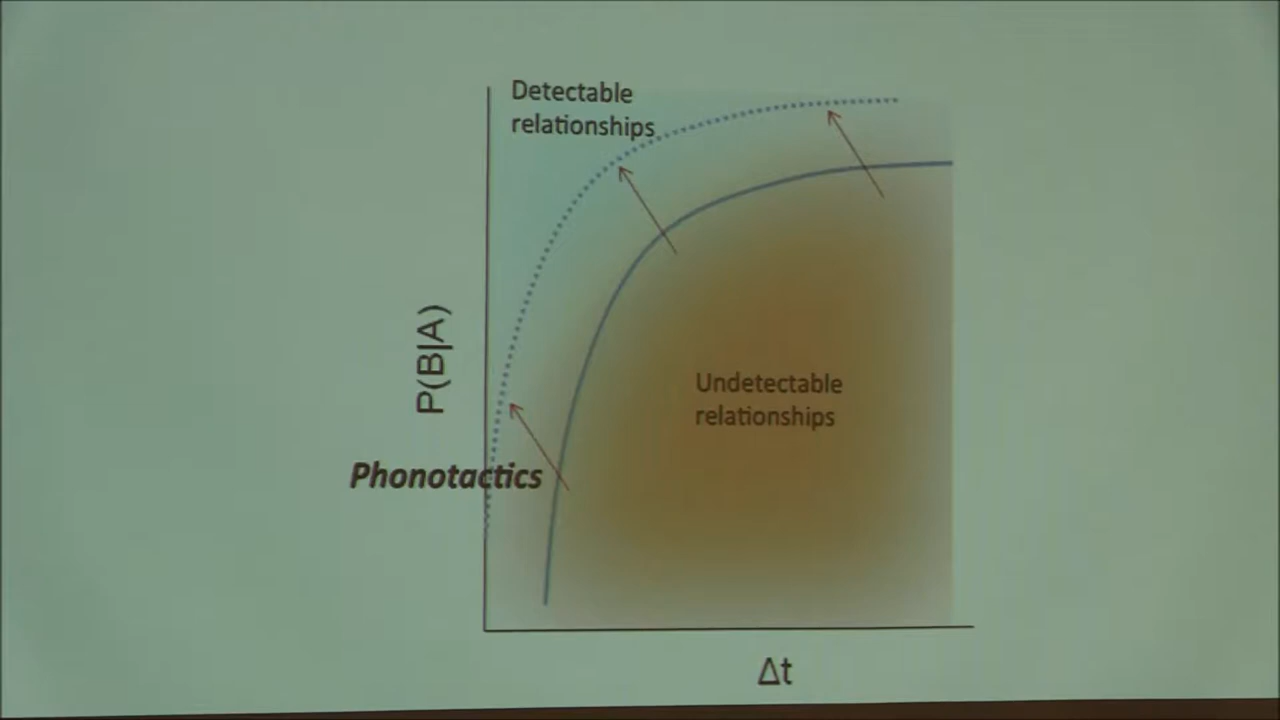 Detectable
relationships
P(B|A)
Undetectable
relationships
Phonotactics
Δt